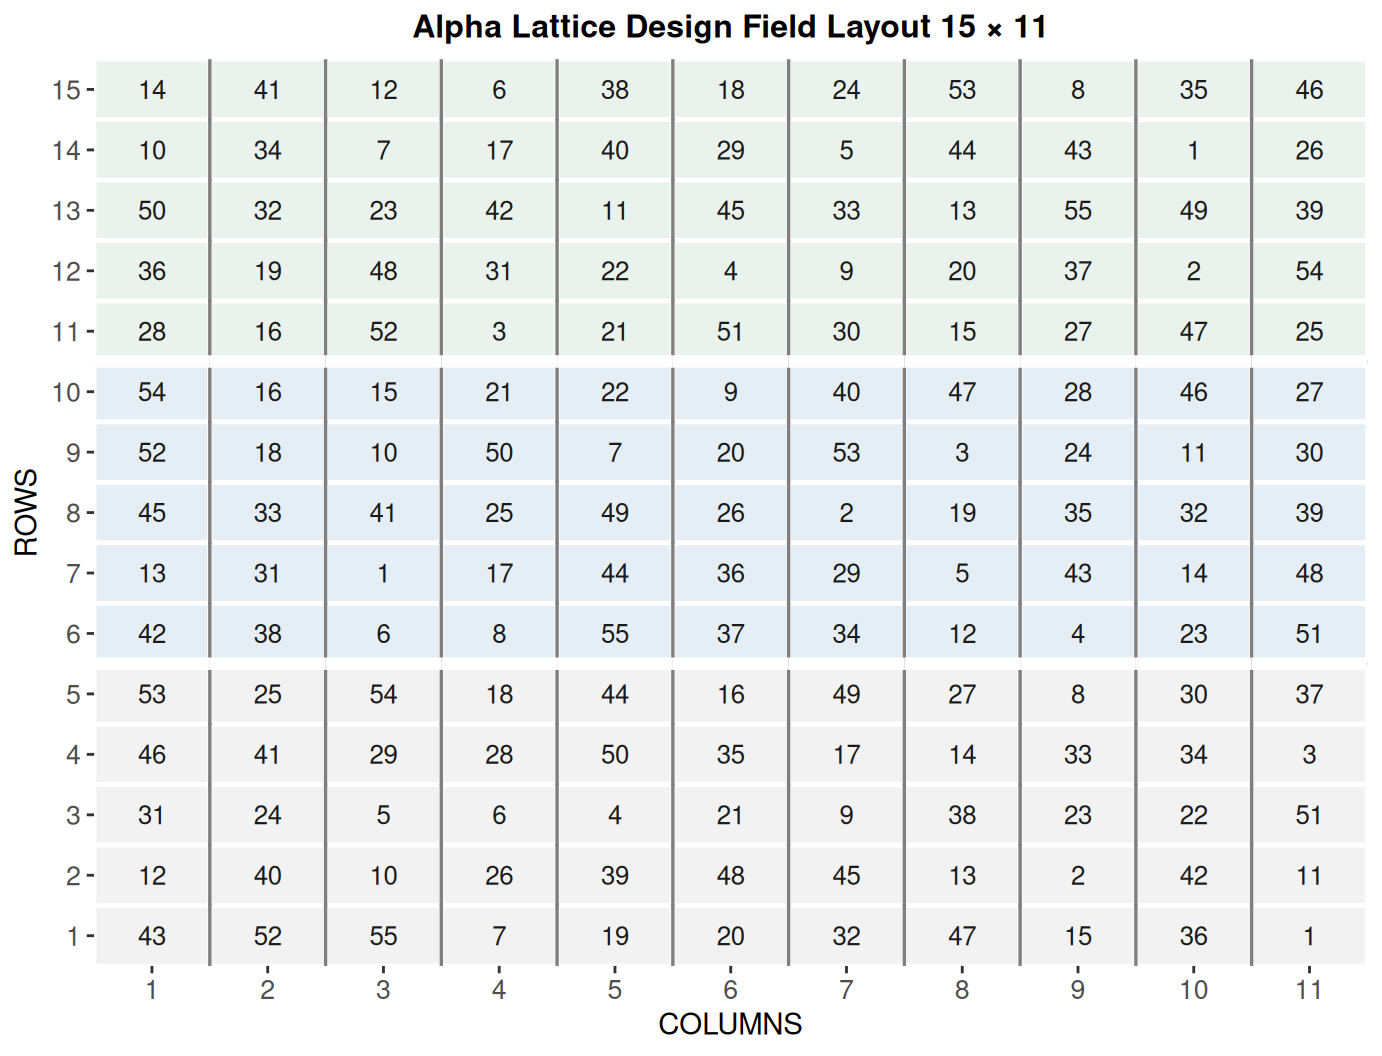 Alpha Lattice Design Field Layout 15 × 11
15 14 41 12 6 38 18 24 53 8 35 46
14 10 34 7 17 40 29 5 44 43 1 26
13 50 32 23 42 11 45 33 13 55 49 39
12 36 19 48 31 22 4 9 20 37 2 54
11 28 16 52 3 21 51 30 15 27 47 25
10 54 16 15 21 22 9 40 47 28 46 27
9 52 18 10 50 7 20 53 3 24 11 30
8 45 33 41 25 49 26 2 19 35 32 39
7 13 31 1 17 44 36 29 5 43 14 48
6 42 38 6 8 55 37 34 12 4 23 51
5 53 25 54 18 44 16 49 27 8 30 37
4 46 41 29 28 50 35 17 14 33 34 3
3 31 24 5 6 4 21 9 38 23 22 51
2 12 40 10 26 39 48 45 13 2 42 11
1 43 52 55 7 19 20 32 47 15 36 1
1 2 3 4 5 6 7 8 9 10 11
COLUMNS
ROWS